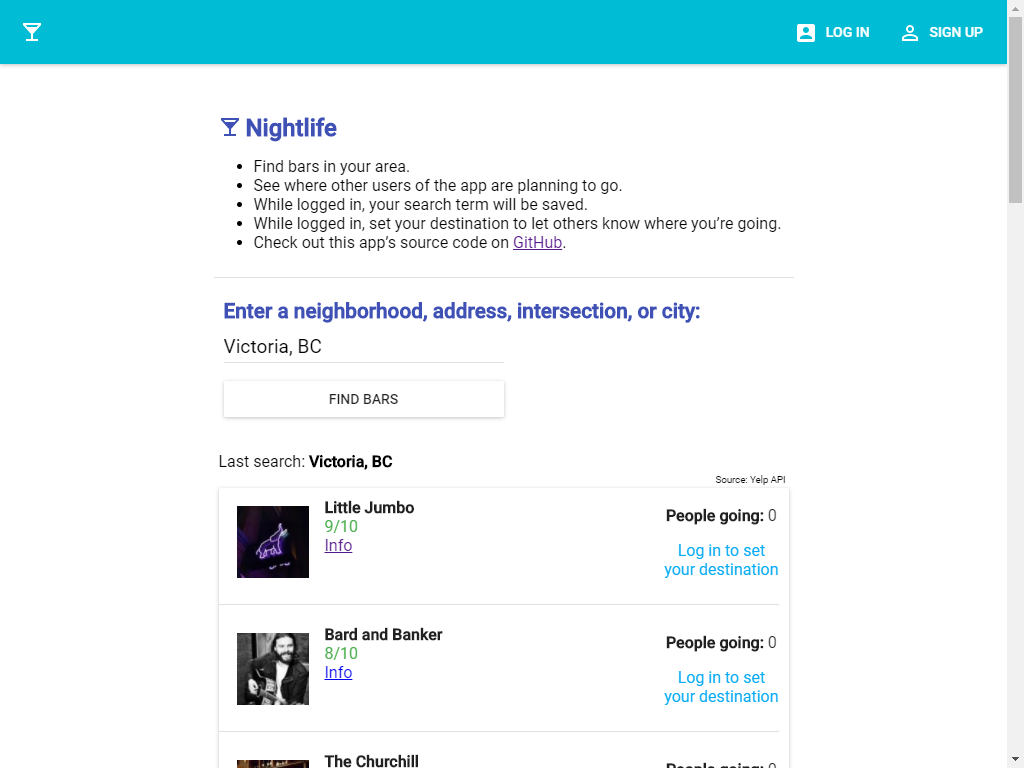 LOG IN
SIGN UP
Nightlife
Find bars in your area.
See where other users of the app are planning to go.
While logged in, your search term will be saved.
While logged in, set your destination to let others know where you’re going.
Check out this app’s source code on GitHub.
Enter a neighborhood, address, intersection, or city:
Victoria, BC
FIND BARS
Last search: Victoria, BC
Source: Yelp API
Little Jumbo
9/10
Info
People going: 0
Log in to set
your destination
Bard and Banker
8/10
Info
People going: 0
Log in to set
your destination
The Churchill
People going: 0